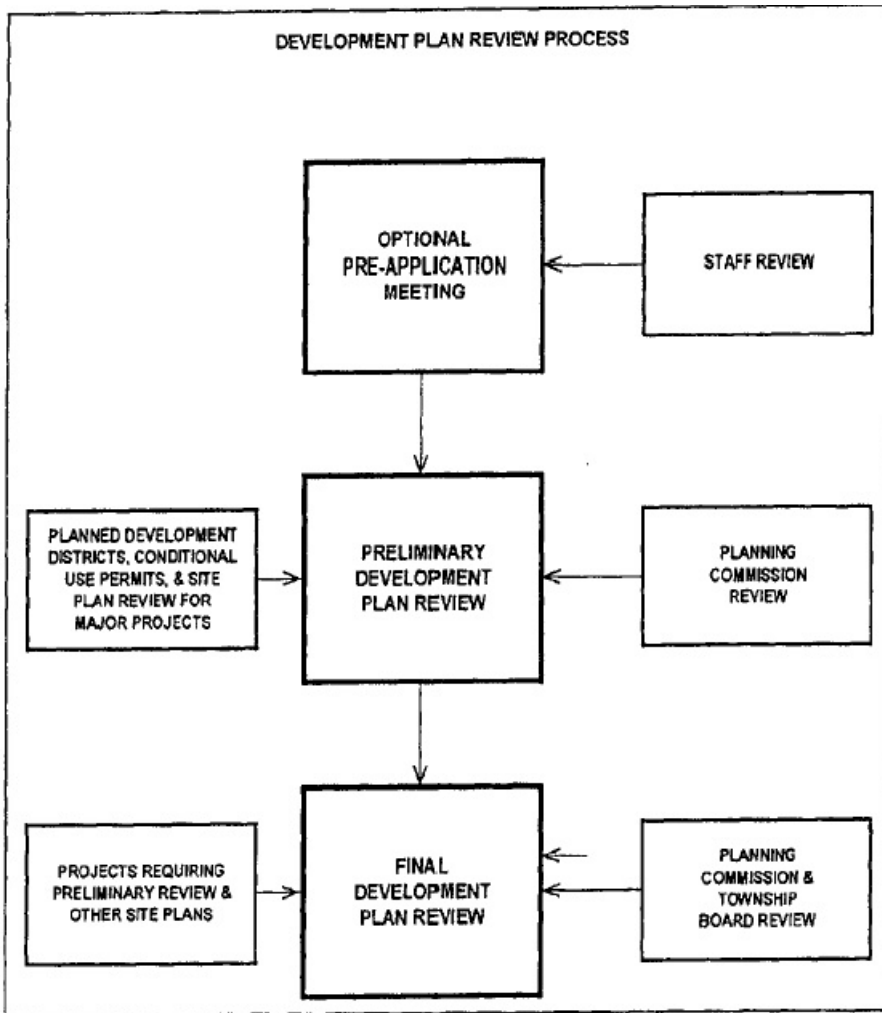 DEVELOPMENT PLAN REVIEW PROCESS
OPTIONAL
PRE-APPLICATION
MEETING
STAFF REVIEW
PLANNED DEVELOPMENT
DISTRICTS, CONDITIONAL
USE PERMITS, & SITE
PLAN REVIEW FOR
MAJOR PROJECTS
PRELIMINARY
DEVELOPMENT
PLAN REVIEW
PLANNING
COMMISSION
REVIEW
PROJECTS REQUIRING
PRELIMINARY REVIEW &
OTHER SITE PLANS
FINAL
DEVELOPMENT
PLAN REVIEW
PLANNING
COMMISSION &
TOWNSHIP
BOARD REVIEW